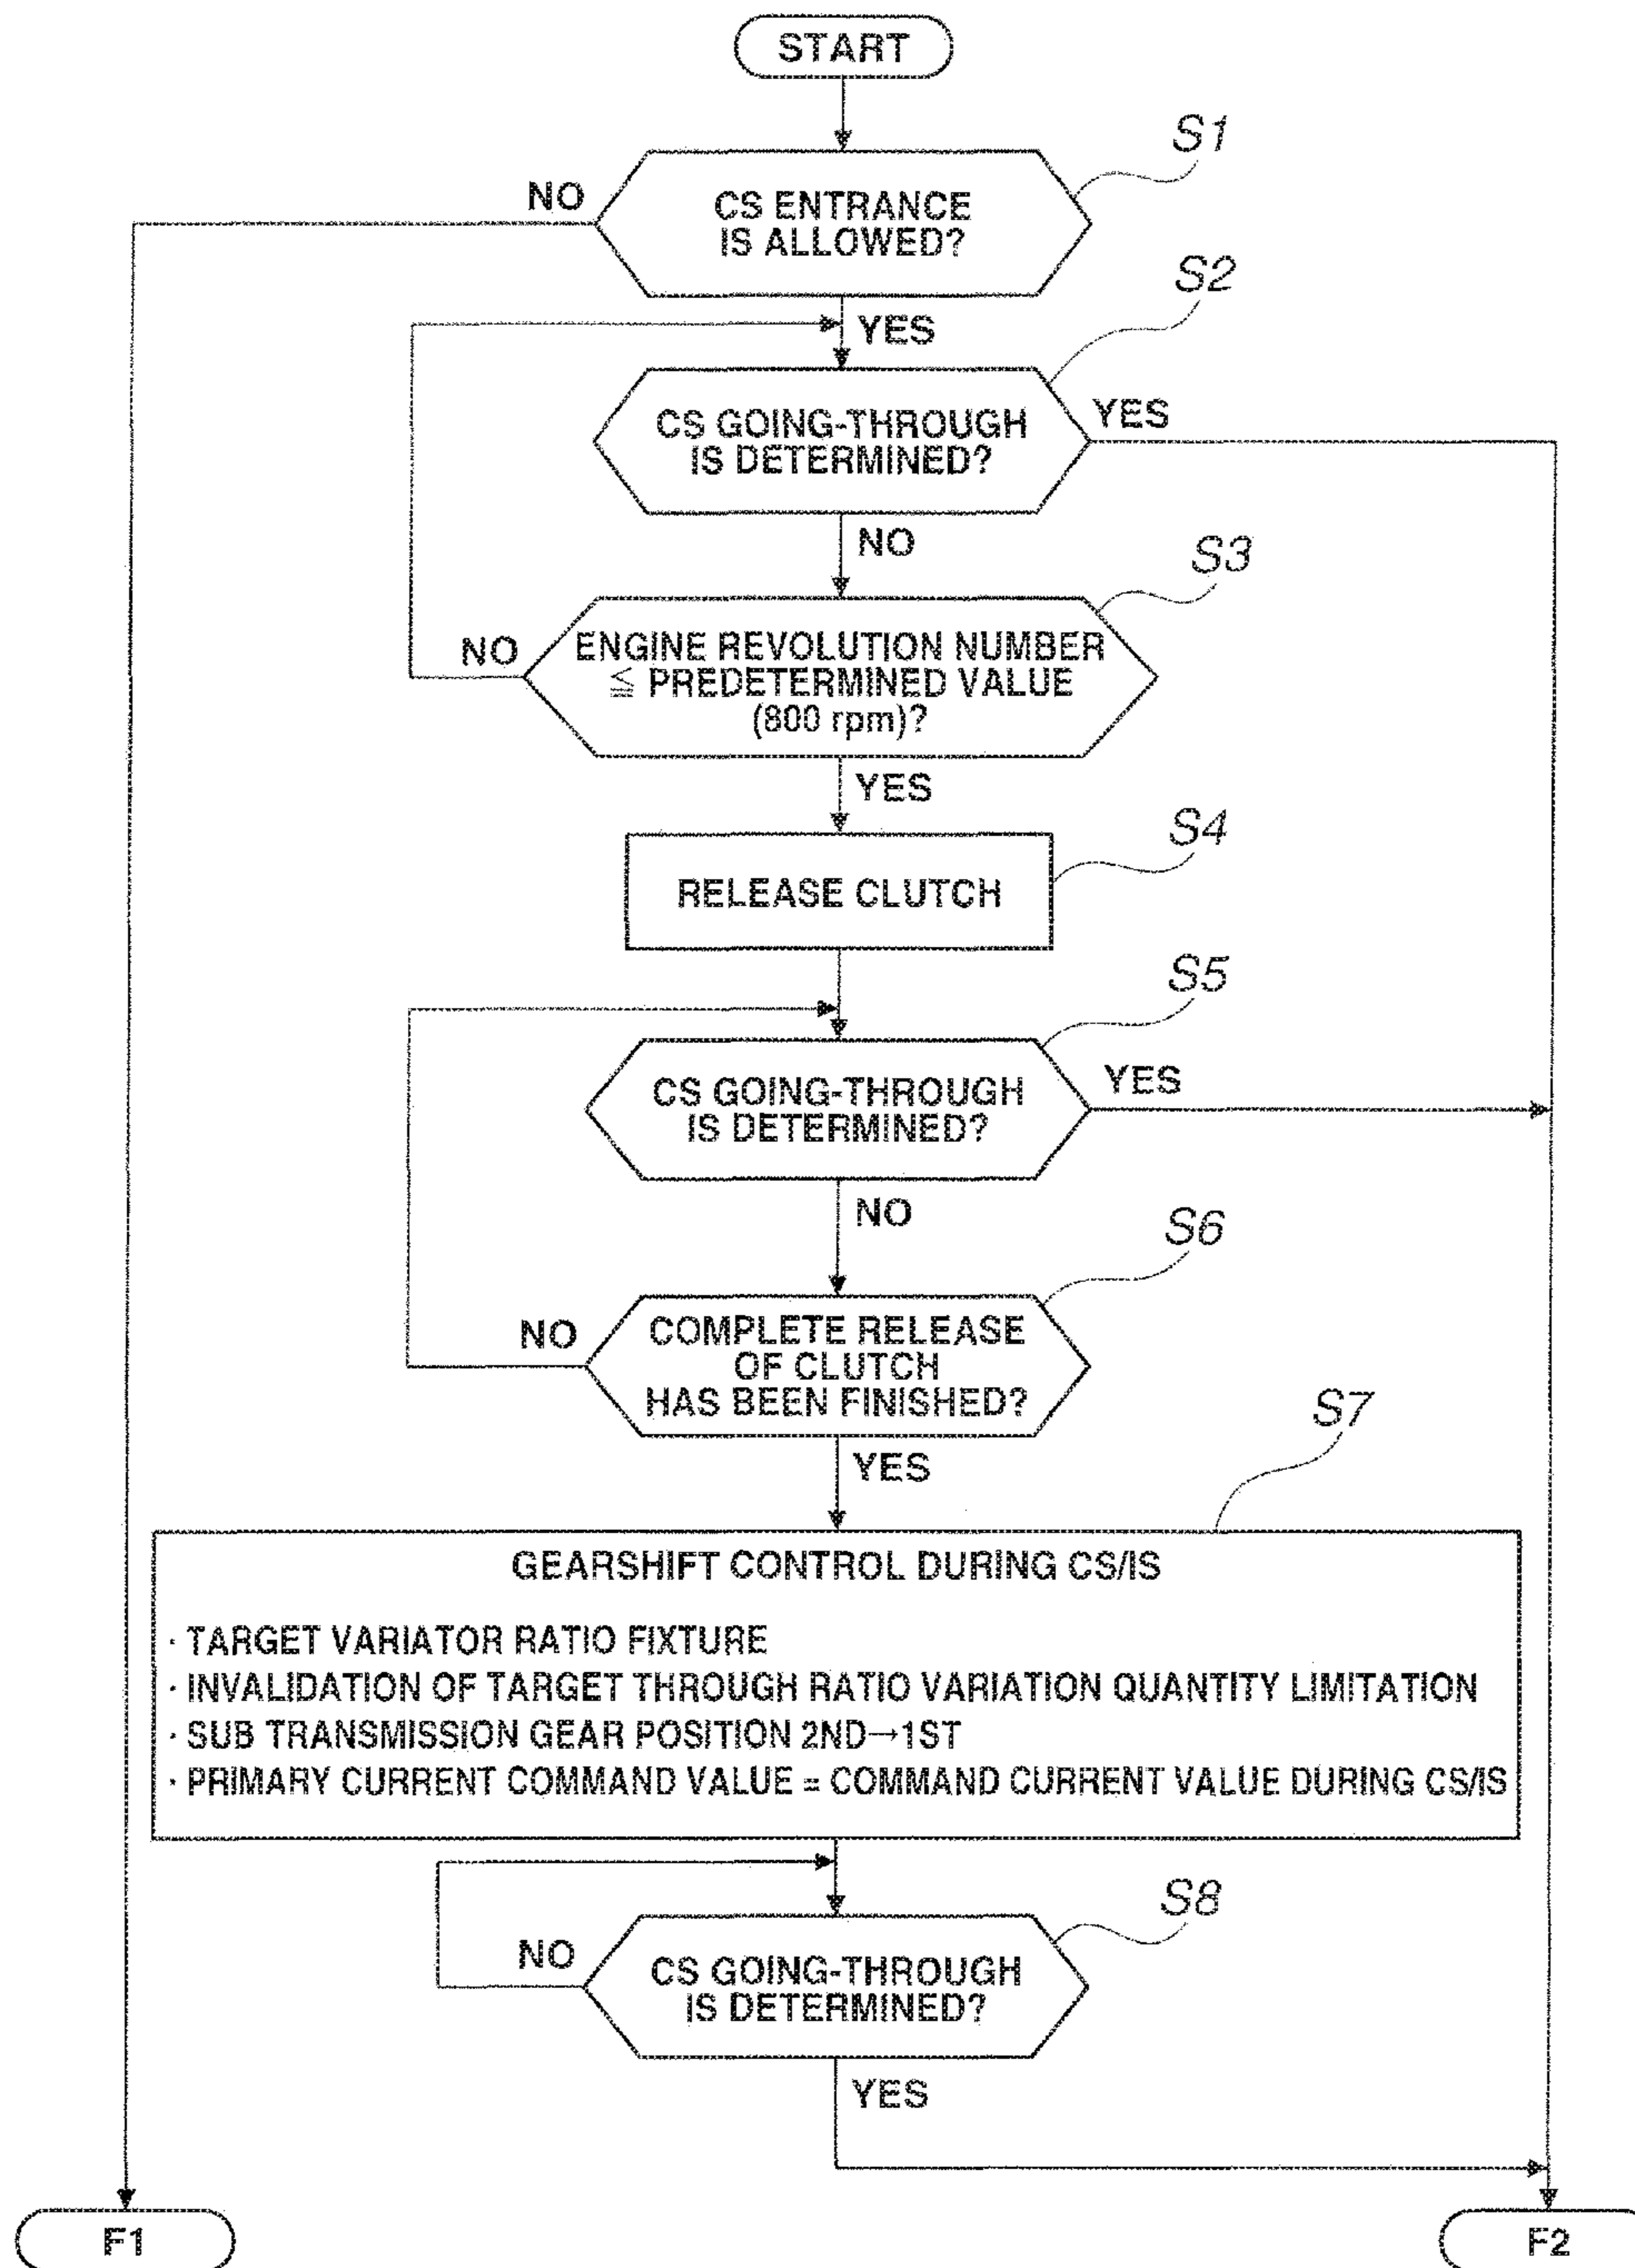 START
S1
NO
CS ENTRANCE
IS ALLOWED?
S2
YES
CS GOING-THROUGH
IS DETERMINED?
YES
NO
S3
NO
ENGINE REVOLUTION NUMBER
≦ PREDETERMINED VALUE
(800 rpm)?
YES
S4
RELEASE CLUTCH
S5
CS GOING-THROUGH
IS DETERMINED?
YES
NO
S6
NO
COMPLETE RELEASE
OF CLUTCH
HAS BEEN FINISHED?
S7
YES
GEARSHIFT CONTROL DURING CS/IS
· TARGET VARIATOR RATIO FIXTURE
· INVALIDATION OF TARGET THROUGH RATIO VARIATION QUANTITY LIMITATION
· SUB TRANSMISSION GEAR POSITION 2ND→1ST
· PRIMARY CURRENT COMMAND VALUE = COMMAND CURRENT VALUE DURING CS/IS
S8
NO
CS GOING-THROUGH
IS DETERMINED?
YES
F1
F2